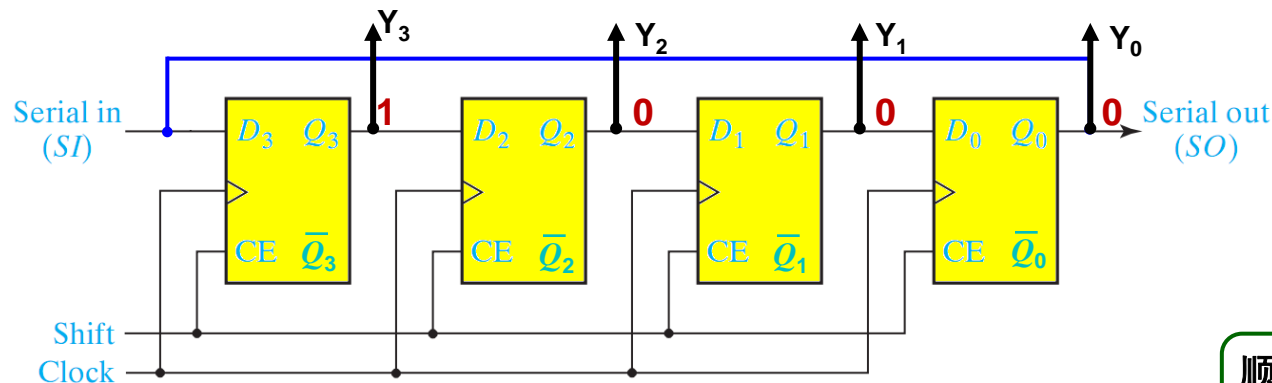 Y₃ Y₂ Y₁ Y₀
Serial in 1 0 0 0 Serial out
(SI) D₃ Q₃ D₂ Q₂ D₁ Q₁ D₀ Q₀ (SO)
CE Q̅₃ CE Q̅₂ CE Q̅₁ CE Q̅₀
Shift
Clock
顺